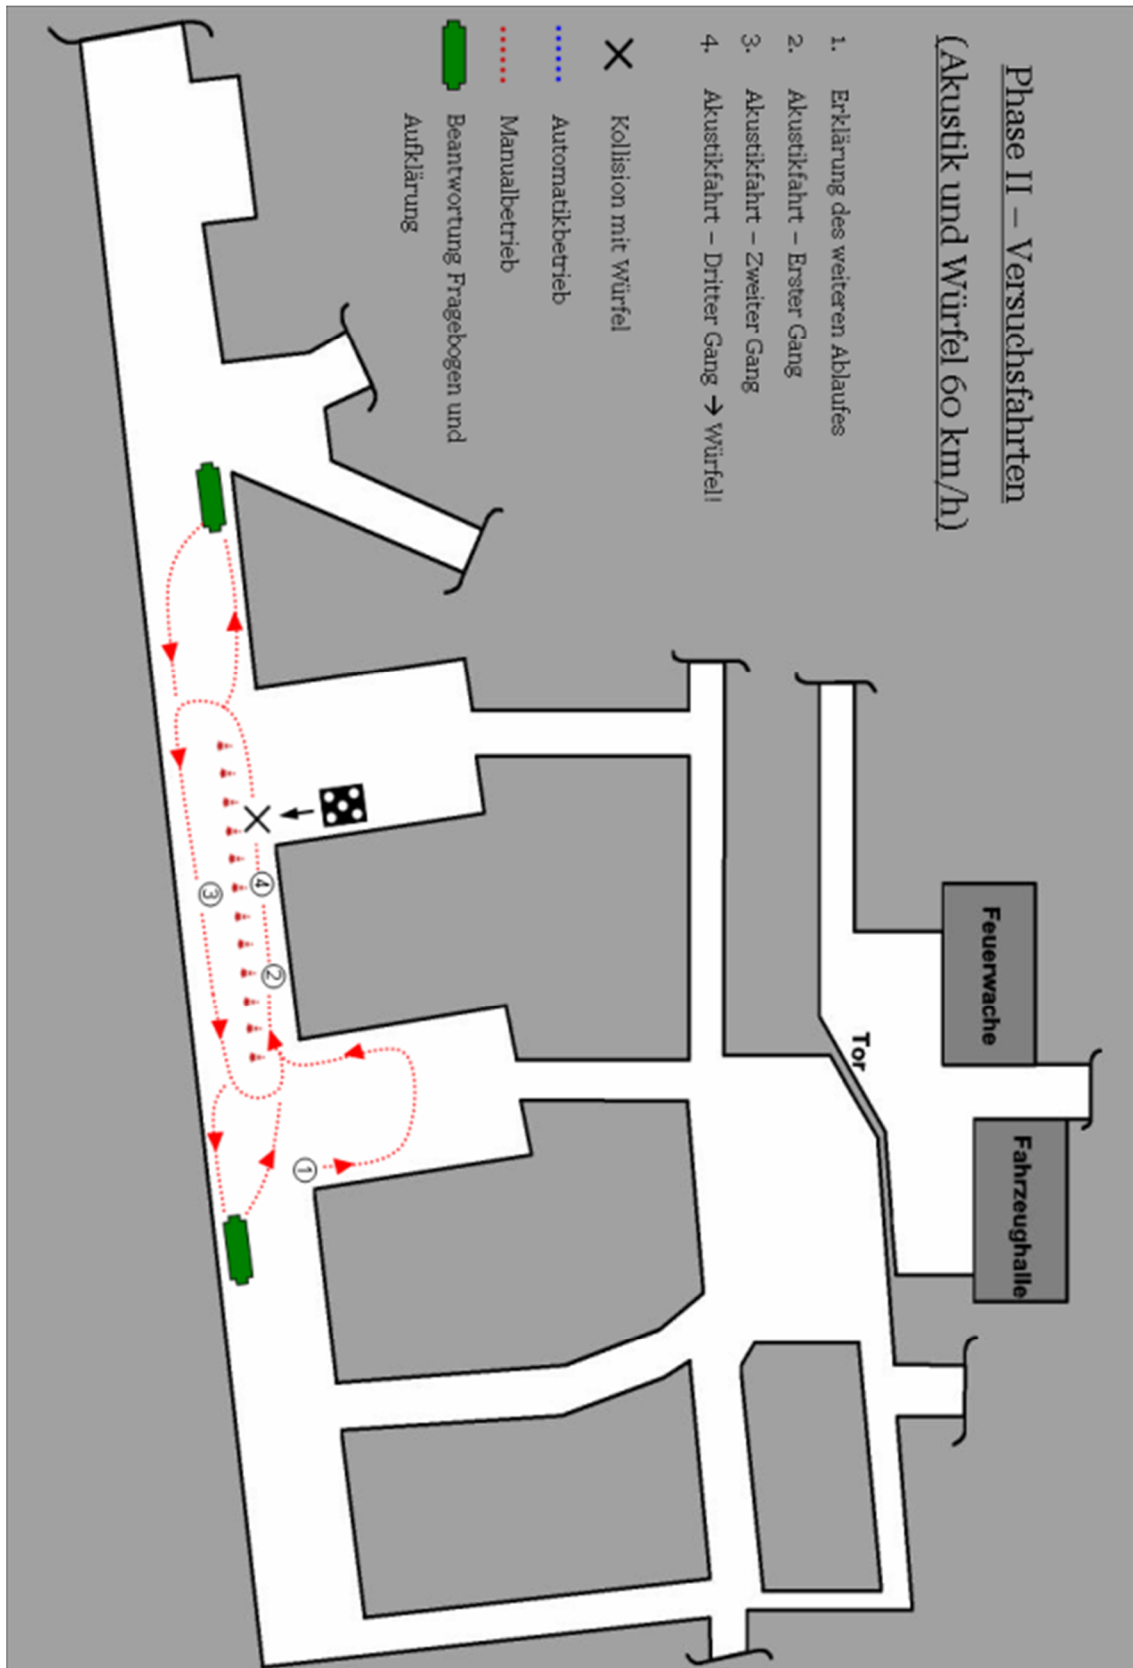 Phase II – Versuchsfahrten
(Akustik und Würfel 60 km/h)
1. Erklärung des weiteren Ablaufes
2. Akustikfahrt – Erster Gang
3. Akustikfahrt – Zweiter Gang
4. Akustikfahrt – Dritter Gang → Würfel!
Kollision mit Würfel
Automatikbetrieb
Manualbetrieb
Beantwortung Fragebogen und
Aufklärung
Feuerwache
Tor
Fahrzeughalle
4
3
2
1